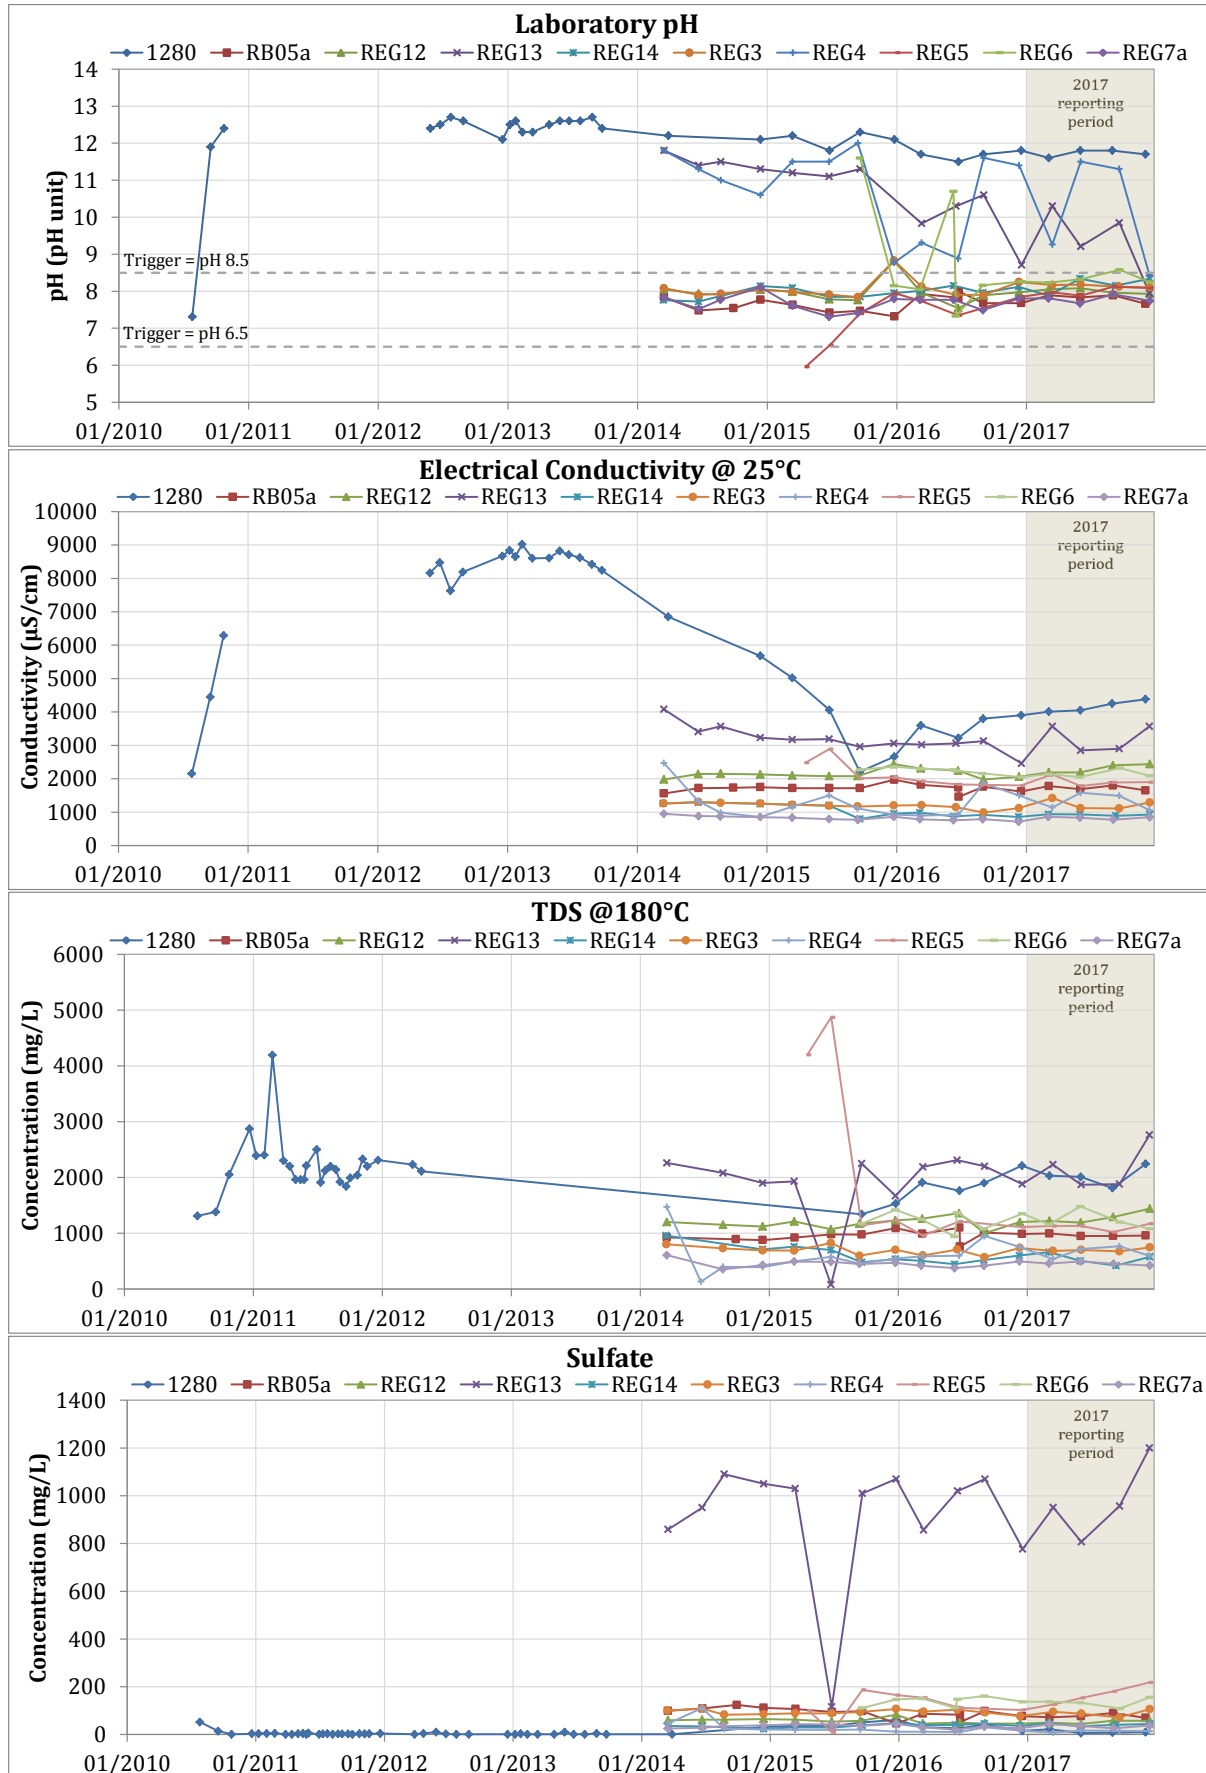 Laboratory pH
1280 RB05a REG12 REG13 REG14 REG3 REG4 REG5 REG6 REG7a
14
13
12
11
10
9
8
7
6
5
pH (pH unit)
2017
reporting
period
Trigger = pH 8.5
Trigger = pH 6.5
01/2010 01/2011 01/2012 01/2013 01/2014 01/2015 01/2016 01/2017
Electrical Conductivity @ 25°C
1280 RB05a REG12 REG13 REG14 REG3 REG4 REG5 REG6 REG7a
10000
9000
8000
7000
6000
5000
4000
3000
2000
1000
0
Conductivity (µS/cm)
2017
reporting
period
01/2010 01/2011 01/2012 01/2013 01/2014 01/2015 01/2016 01/2017
TDS @180°C
1280 RB05a REG12 REG13 REG14 REG3 REG4 REG5 REG6 REG7a
6000
5000
4000
3000
2000
1000
0
Concentration (mg/L)
2017
reporting
period
01/2010 01/2011 01/2012 01/2013 01/2014 01/2015 01/2016 01/2017
Sulfate
1280 RB05a REG12 REG13 REG14 REG3 REG4 REG5 REG6 REG7a
1400
1200
1000
800
600
400
200
0
Concentration (mg/L)
2017
reporting
period
01/2010 01/2011 01/2012 01/2013 01/2014 01/2015 01/2016 01/2017